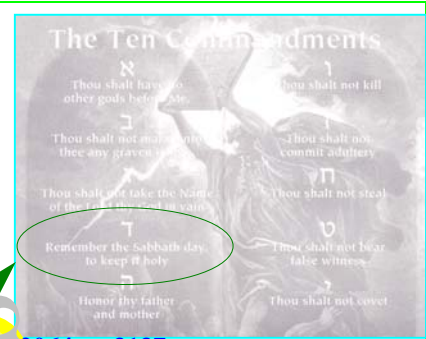 The Ten Commandments
א
Thou shalt have no
other gods before Me.
ב
Thou shalt not make unto
thee any graven
Thou shalt not take the Name
of the Lord thy God in vain
ד
Remember the Sabbath day,
to keep it holy
ה
Honor thy father
and mother
ו
Thou shalt not kill
ז
Thou shalt not
commit adultery
ח
Thou shalt not steal
ט
Thou shalt not bear
false witness
י
Thou shalt not covet